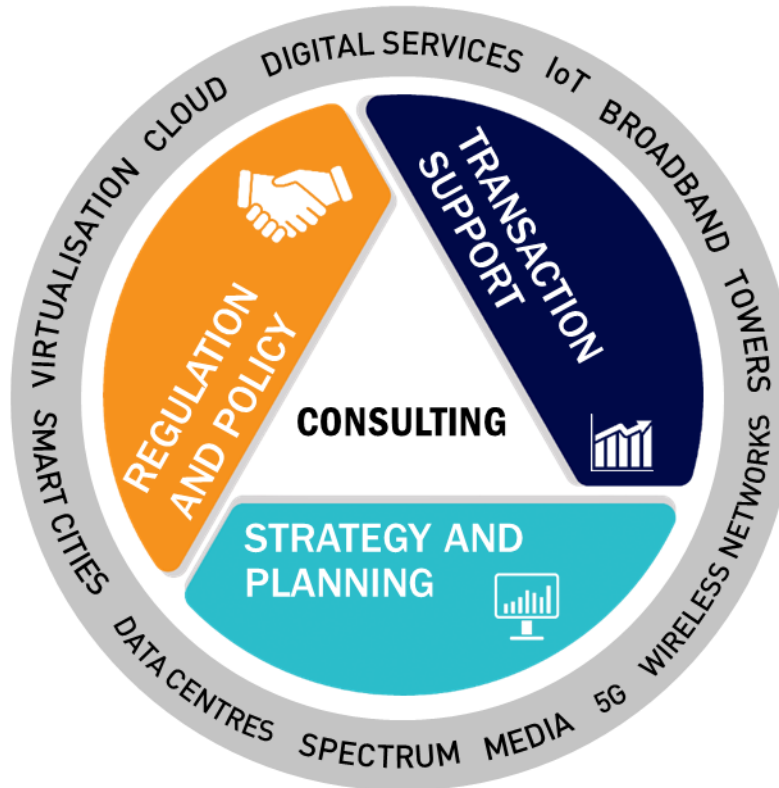 DIGITAL SERVICES
IoT
BROADBAND
TOWERS
WIRELESS NETWORKS
5G
MEDIA
SPECTRUM
DATA CENTRES
SMART CITIES
VIRTUALISATION
CLOUD
TRANSACTION
SUPPORT
REGULATION
AND POLICY
CONSULTING
STRATEGY AND
PLANNING